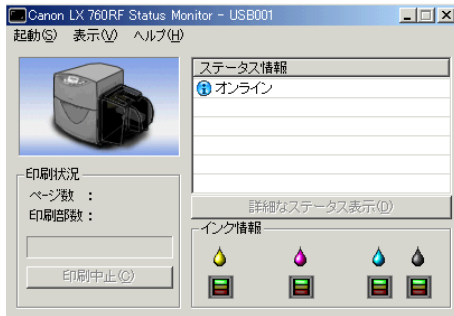 Canon LX 760RF Status Monitor - USB001
起動(S) 表示(V) ヘルプ(H)
ステータス情報
オンライン
詳細なステータス表示(D)
印刷状況
ページ数 :
印刷部数 :
印刷中止(C)
インク情報